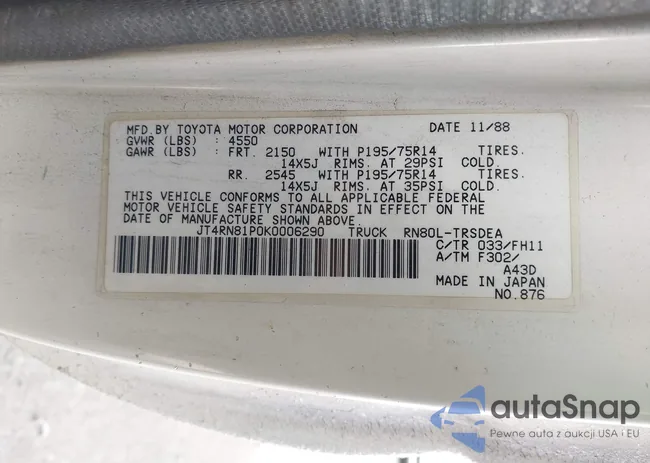 MFD. BY TOYOTA MOTOR CORPORATION DATE 11/88
GVWR (LBS) : 4550
GAWR (LBS) : FRT. 2150 WITH P195/75R14 TIRES.
14X5J RIMS. AT 29PSI COLD.
RR. 2545 WITH P195/75R14 TIRES.
14X5J RIMS. AT 35PSI COLD.
THIS VEHICLE CONFORMS TO ALL APPLICABLE FEDERAL
MOTOR VEHICLE SAFETY STANDARDS IN EFFECT ON THE
DATE OF MANUFACTURE SHOWN ABOVE.
JT4RN81P0K0006290 TRUCK RN80L-TRSDEA
C/TR 033/FH11
A/TM F302/
A43D
MADE IN JAPAN
NO.876
autaSnap
Pewne auta z aukcji USA i EU